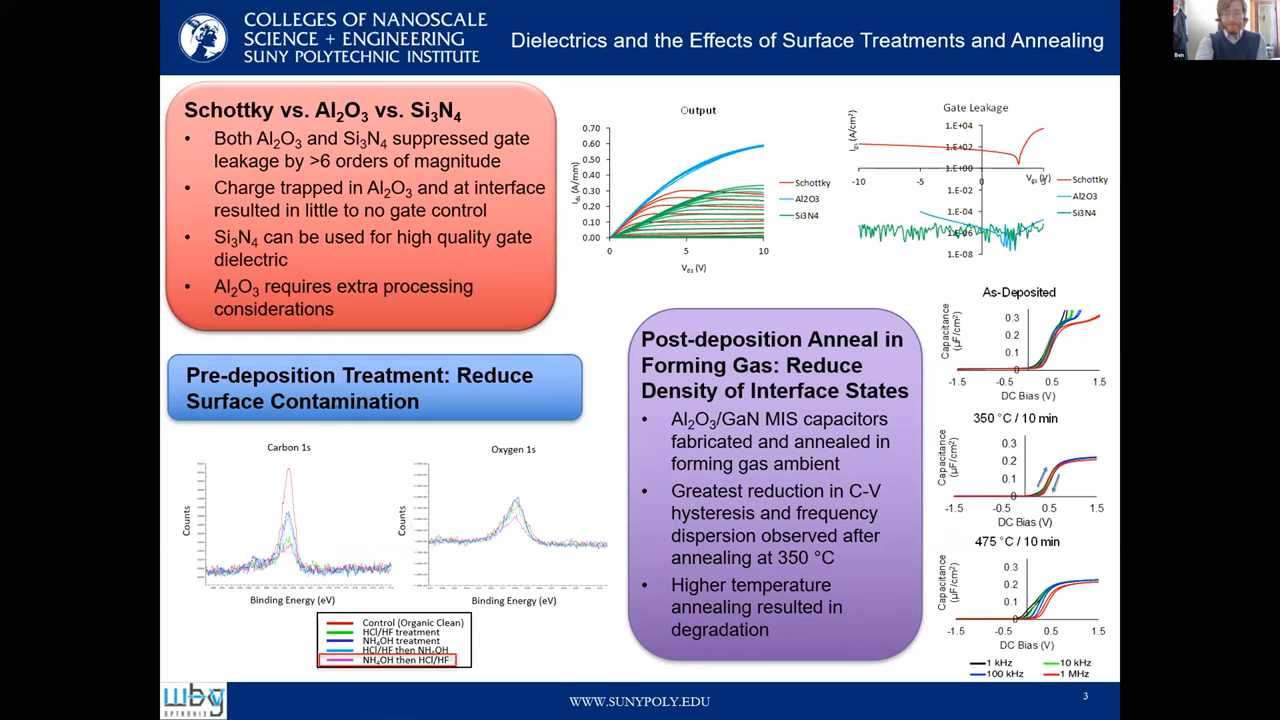 COLLEGES OF NANOSCALE
SCIENCE + ENGINEERING
SUNY POLYTECHNIC INSTITUTE
Dielectrics and the Effects of Surface Treatments and Annealing
Ben
Schottky vs. Al2O3 vs. Si3N4
• Both Al2O3 and Si3N4 suppressed gate
leakage by >6 orders of magnitude
• Charge trapped in Al2O3 and at interface
resulted in little to no gate control
• Si3N4 can be used for high quality gate
dielectric
• Al2O3 requires extra processing
considerations
Output
0.70
0.60
0.50
0.40
0.30
0.20
0.10
0.00
Ids (A/mm)
0 5 10
Vds (V)
Schottky
Al2O3
Si3N4
Gate Leakage
1.E+04
1.E+02
1.E+00
1.E-02
1.E-04
1.E-06
1.E-08
Igs (A/cm2)
-10 -5 0 5
Vgs (V)
Schottky
Al2O3
Si3N4
Pre-deposition Treatment: Reduce
Surface Contamination
Carbon 1s
Counts
Binding Energy (eV)
Oxygen 1s
Counts
Binding Energy (eV)
Control (Organic Clean)
HCl/HF treatment
NH4OH treatment
HCl/HF then NH4OH
NH4OH then HCl/HF
Post-deposition Anneal in
Forming Gas: Reduce
Density of Interface States
• Al2O3/GaN MIS capacitors
fabricated and annealed in
forming gas ambient
• Greatest reduction in C-V
hysteresis and frequency
dispersion observed after
annealing at 350 °C
• Higher temperature
annealing resulted in
degradation
As-Deposited
Capacitance
(µF/cm2)
0.3
0.2
0.1
0
-1.5 -0.5 0.5 1.5
DC Bias (V)
350 °C / 10 min
Capacitance
(µF/cm2)
0.3
0.2
0.1
0
-1.5 -0.5 0.5 1.5
DC Bias (V)
475 °C / 10 min
Capacitance
(µF/cm2)
0.3
0.2
0.1
0
-1.5 -0.5 0.5 1.5
DC Bias (V)
1 kHz 10 kHz
100 kHz 1 MHz
wbg
OPTRONIX
WWW.SUNYPOLY.EDU
3